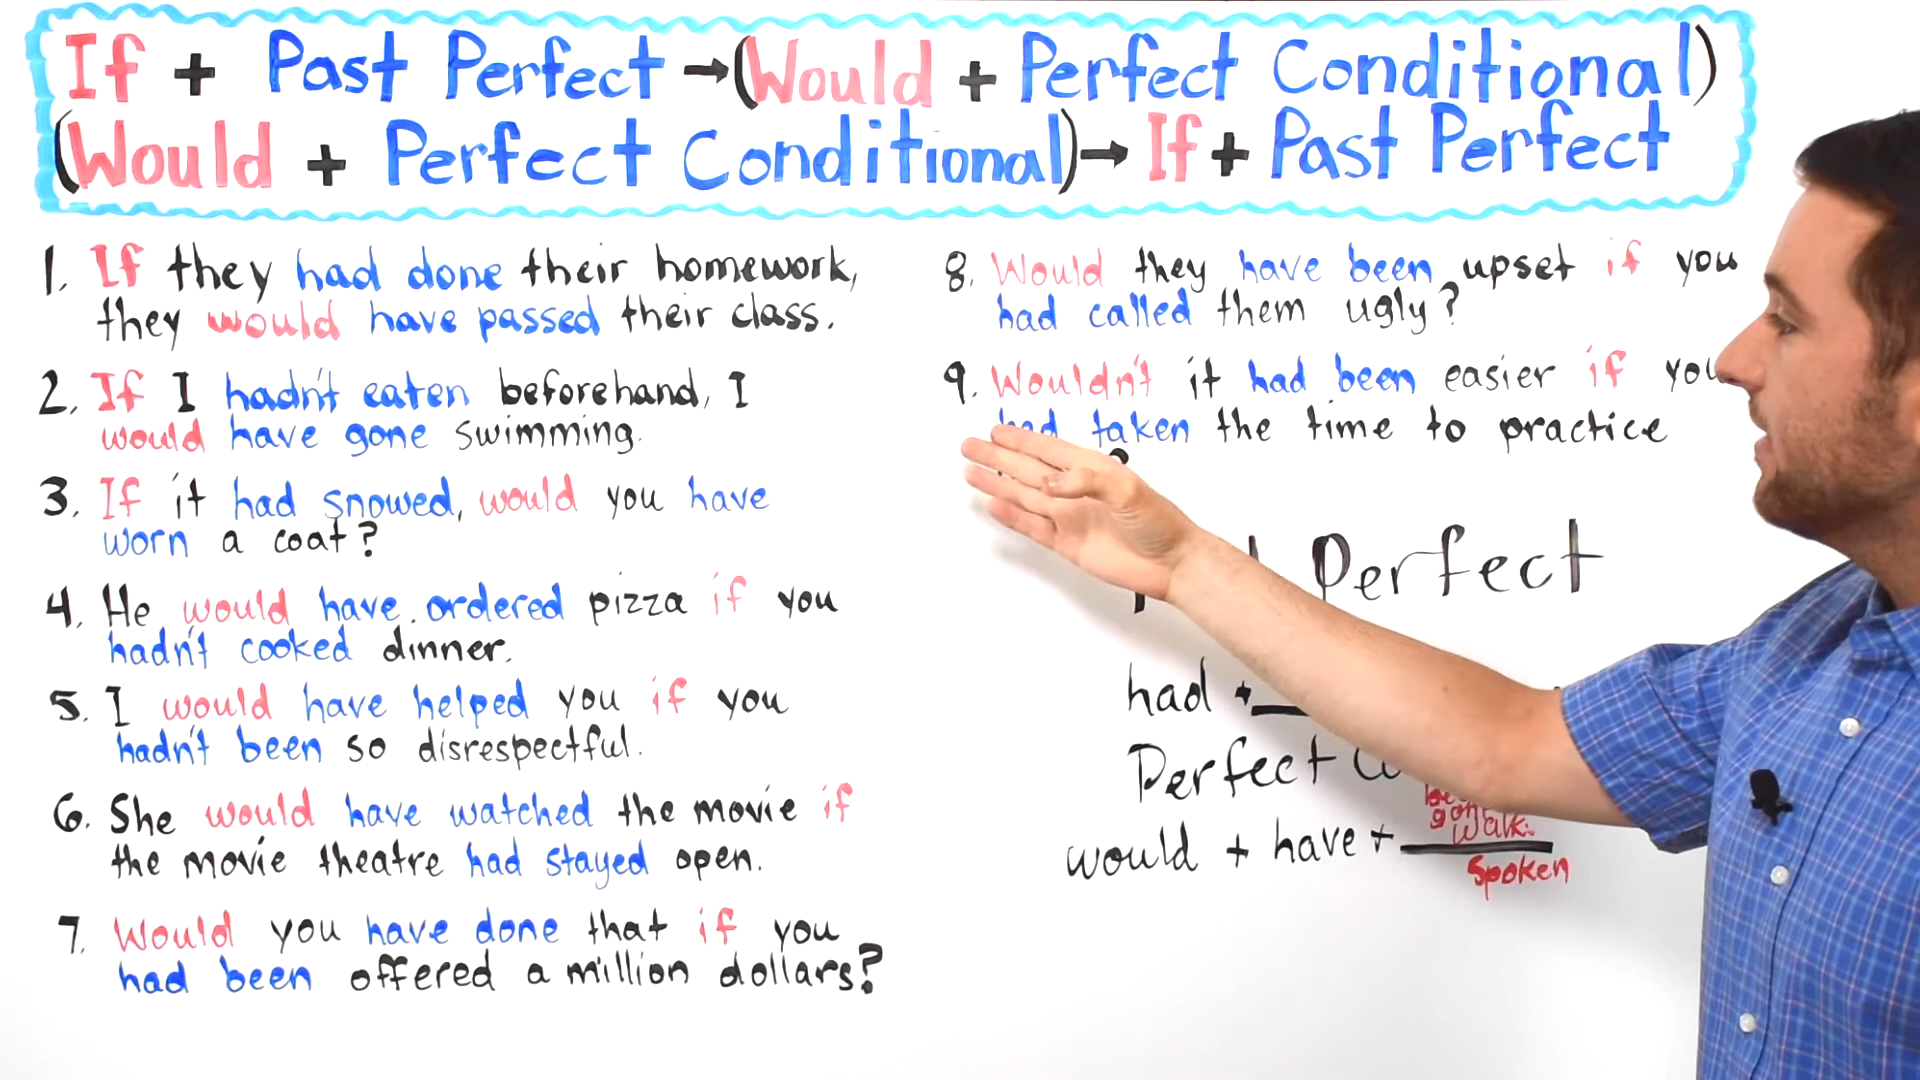 If + Past Perfect → (Would + Perfect Conditional)
(Would + Perfect Conditional) → If + Past Perfect
1. If they had done their homework,
they would have passed their class.
2. If I hadn't eaten beforehand, I
would have gone swimming.
3. If it had snowed, would you have
worn a coat?
4. He would have ordered pizza if you
hadn't cooked dinner.
5. I would have helped you if you
hadn't been so disrespectful.
6. She would have watched the movie if
the movie theatre had stayed open.
7. Would you have done that if you
had been offered a million dollars?
8. Would they have been upset if you
had called them ugly?
9. Wouldn't it had been easier if you
had taken the time to practice
?
Perfect
had +
Perfect
walk
would + have +
spoken